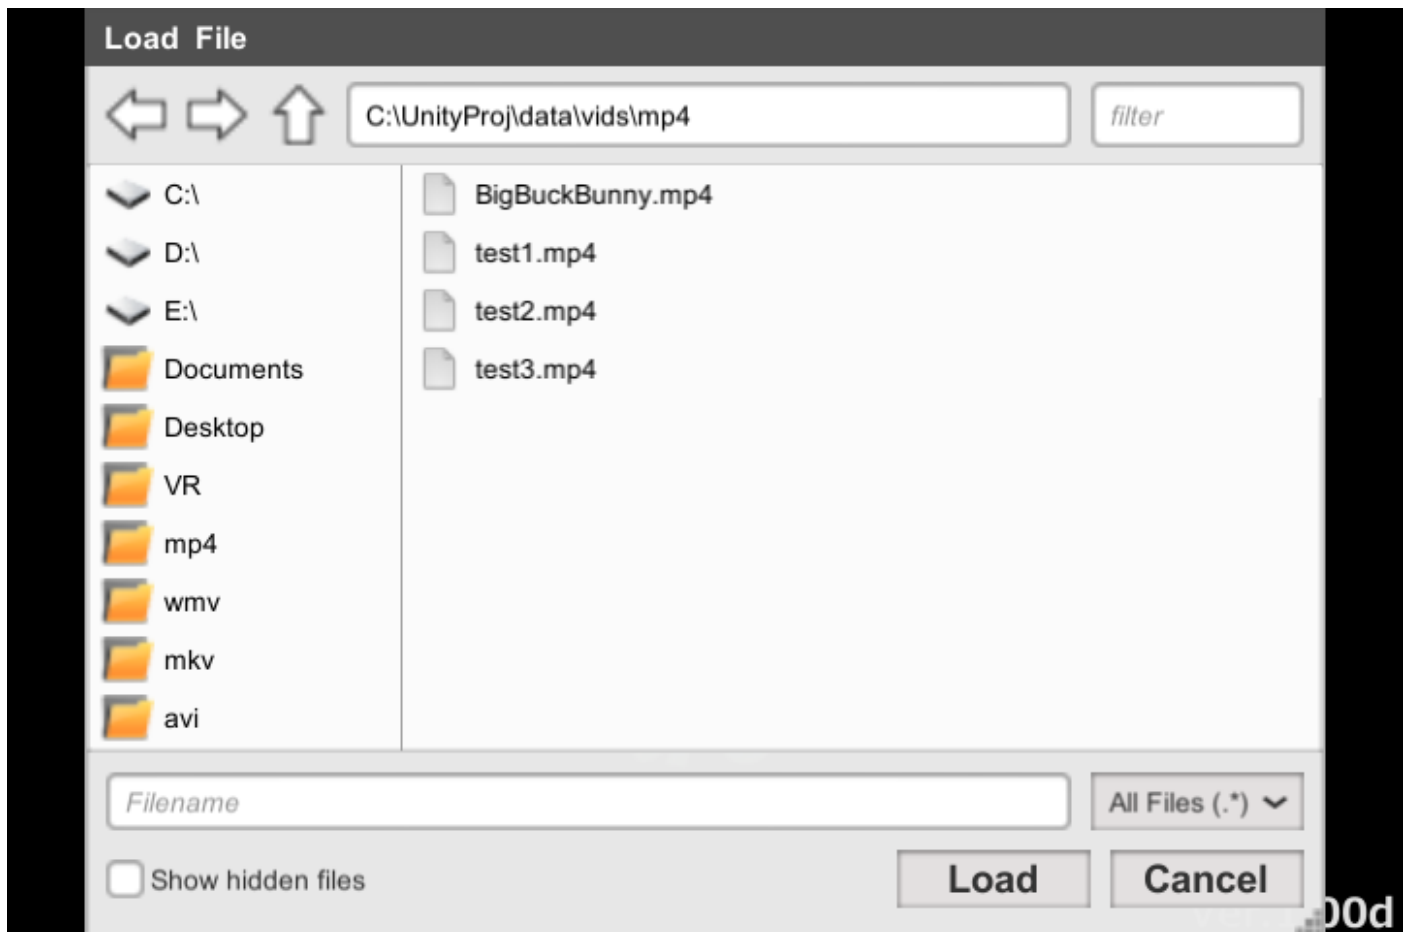 Load File
C:\UnityProj\data\vids\mp4
filter
C:\
D:\
E:\
Documents
Desktop
VR
mp4
wmv
mkv
avi
BigBuckBunny.mp4
test1.mp4
test2.mp4
test3.mp4
Filename
All Files (.*)
Show hidden files
Load
Cancel
00d